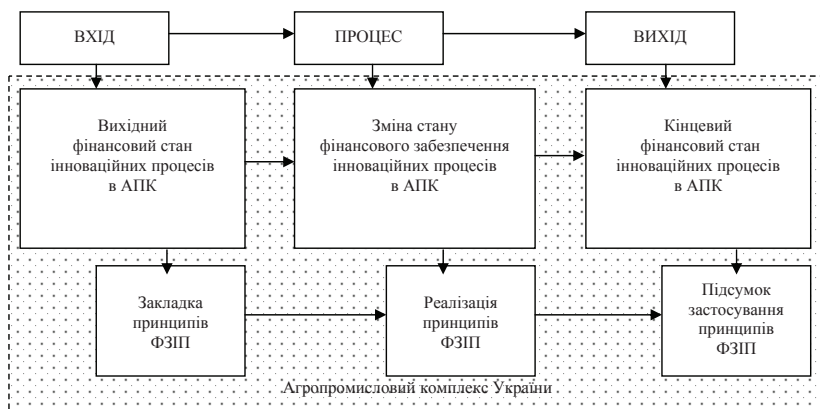 ВХІД
ПРОЦЕС
ВИХІД
Вихідний
фінансовий стан
інноваційних процесів
в АПК
Зміна стану
фінансового забезпечення
інноваційних процесів
в АПК
Кінцевий
фінансовий стан
інноваційних процесів
в АПК
Закладка
принципів
ФЗІП
Реалізація
принципів
ФЗІП
Підсумок
застосування
принципів
ФЗІП
Агропромисловий комплекс України